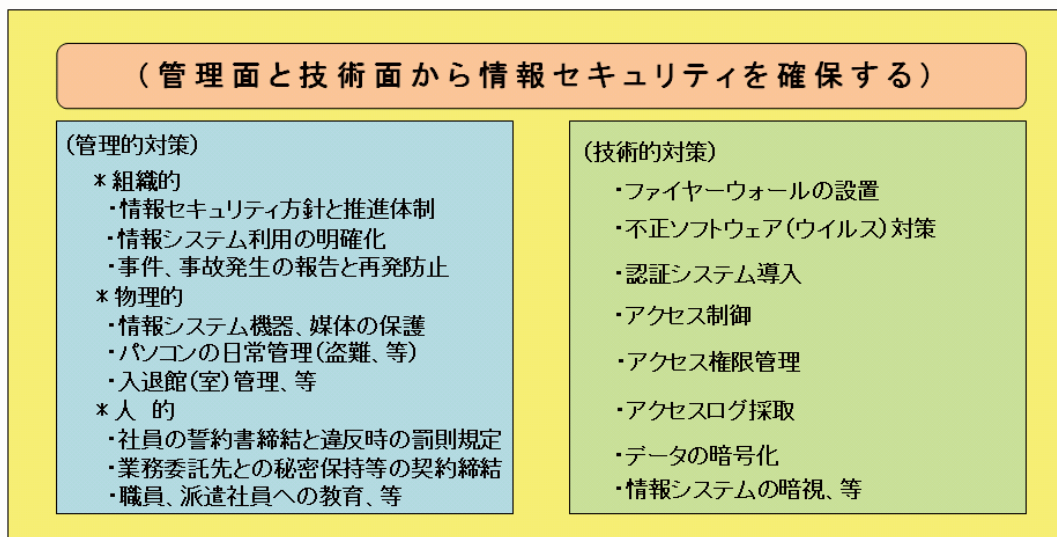 (管理面と技術面から情報セキュリティを確保する)
(管理的対策)
*組織的
・情報セキュリティ方針と推進体制
・情報システム利用の明確化
・事件、事故発生の報告と再発防止
*物理的
・情報システム機器、媒体の保護
・パソコンの日常管理(盗難、等)
・入退館(室)管理、等
*人 的
・社員の誓約書締結と違反時の罰則規定
・業務委託先との秘密保持等の契約締結
・職員、派遣社員への教育、等
(技術的対策)
・ファイヤーウォールの設置
・不正ソフトウェア(ウイルス)対策
・認証システム導入
・アクセス制御
・アクセス権限管理
・アクセスログ採取
・データの暗号化
・情報システムの暗視、等